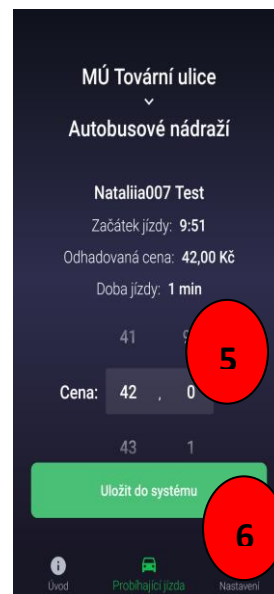 MÚ Tovární ulice
Autobusové nádraží
Nataliia007 Test
Začátek jízdy: 9:51
Odhadovaná cena: 42,00 Kč
Doba jízdy: 1 min
41 9
5
Cena: 42 , 0
43 1
Uložit do systému
6
Úvod Probíhající jízda Nastavení